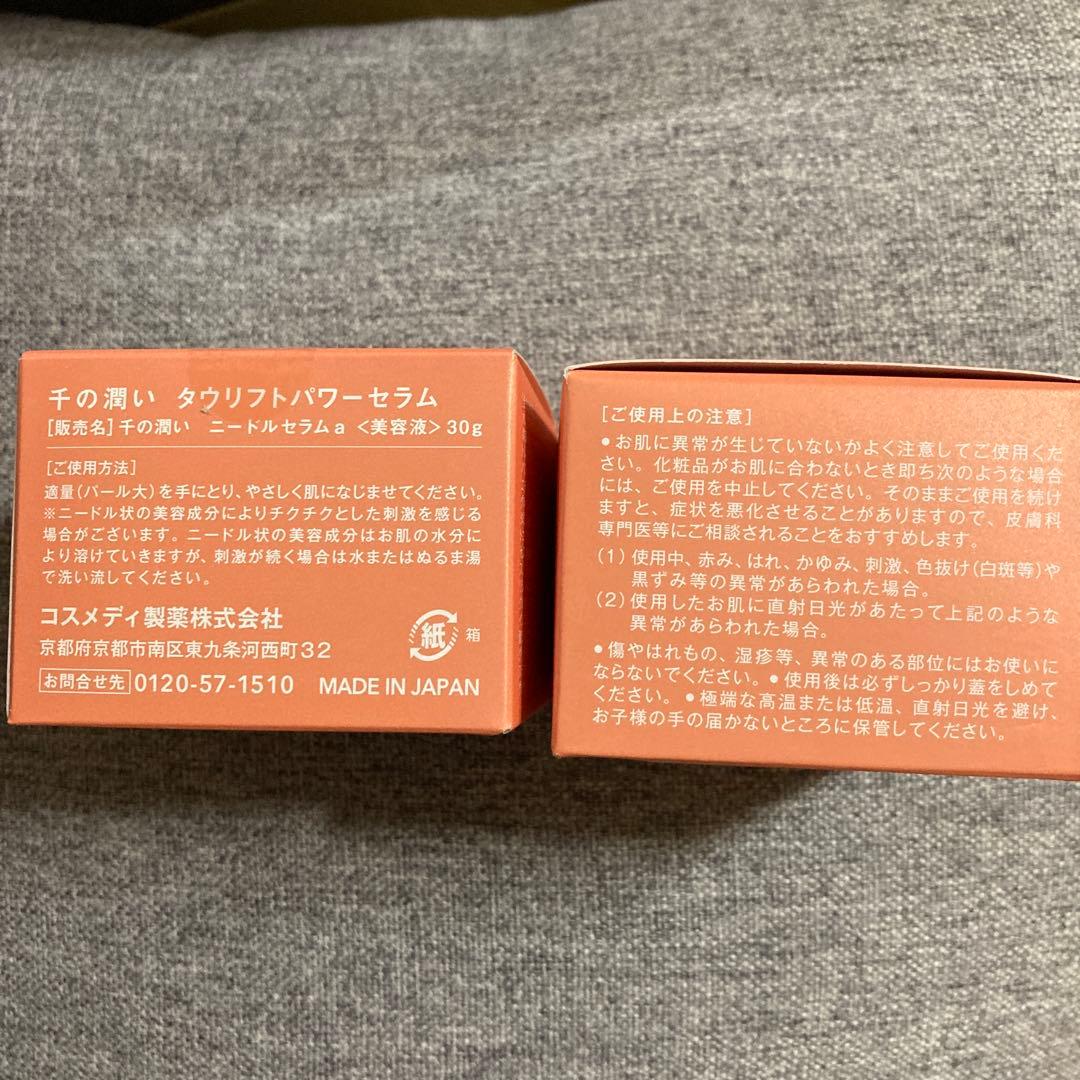 千の潤い タウリフトパワーセラム
[販売名]千の潤い ニードルセラムa <美容液>30g
[ご使用方法]
適量(パール大)を手にとり、やさしく肌になじませてください。
※ニードル状の美容成分によりチクチクとした刺激を感じる
場合がございます。ニードル状の美容成分はお肌の水分に
より溶けていきますが、刺激が続く場合は水またはぬるま湯
で洗い流してください。
コスメディ製薬株式会社
京都府京都市南区東九条河西町32
お問合せ先 0120-57-1510 MADE IN JAPAN
紙 箱
[ご使用上の注意]
●お肌に異常が生じていないかよく注意してご使用くだ
さい。化粧品がお肌に合わないとき即ち次のような場合
には、ご使用を中止してください。そのままご使用を続け
ますと、症状を悪化させることがありますので、皮膚科
専門医等にご相談されることをおすすめします。
(1) 使用中、赤み、はれ、かゆみ、刺激、色抜け(白斑等)や
黒ずみ等の異常があらわれた場合。
(2) 使用したお肌に直射日光があたって上記のような
異常があらわれた場合。
●傷やはれもの、湿疹等、異常のある部位にはお使いに
ならないでください。●使用後は必ずしっかり蓋をしめて
ください。●極端な高温または低温、直射日光を避け、
お子様の手の届かないところに保管してください。